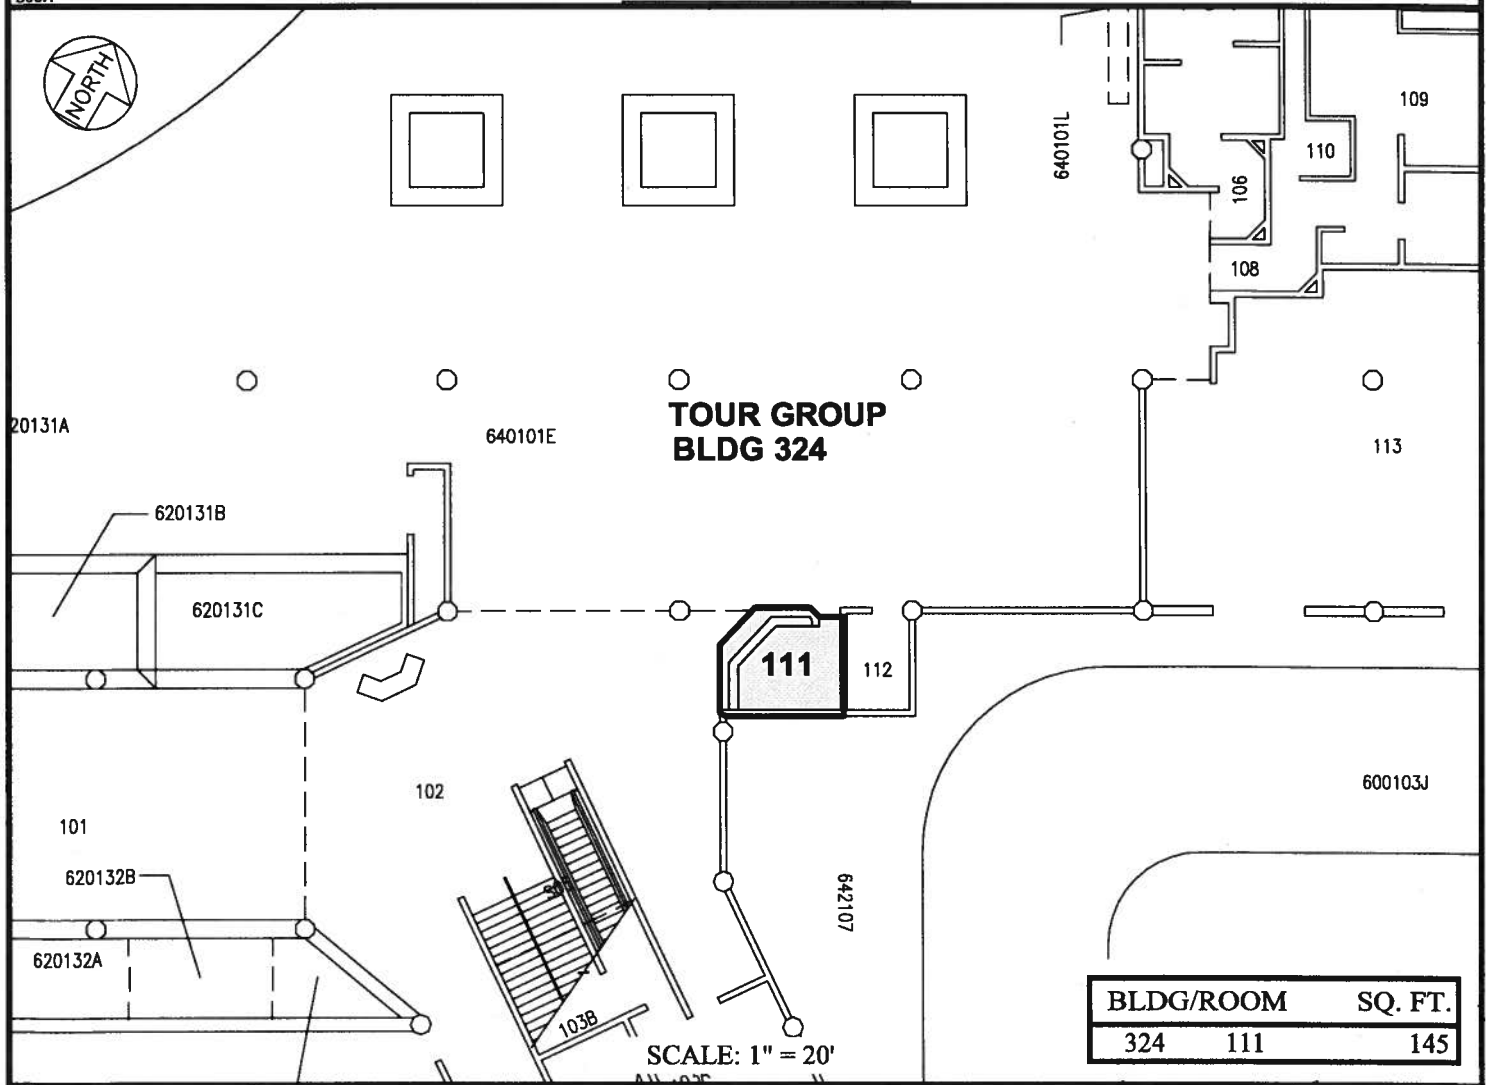 NORTH
109
640101L
110
106
108
TOUR GROUP
BLDG 324
20131A
640101E
113
620131B
620131C
111
112
102
600103J
101
620132B
642107
620132A
103B
SCALE: 1" = 20'
BLDG/ROOM SQ. FT.
324 111 145